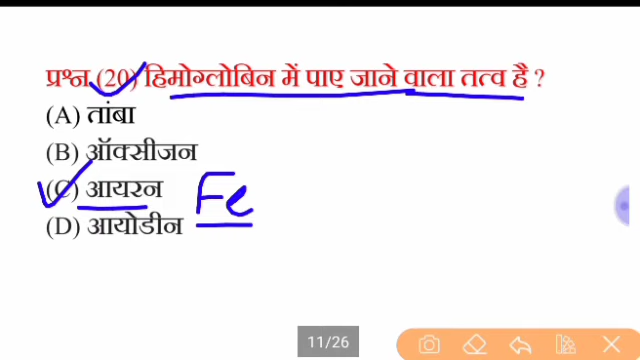 प्रश्न (20) हिमोग्लोबिन में पाए जाने वाला तत्व है ?
(A) तांबा
(B) ऑक्सीजन
(C) आयरन
Fe
(D) आयोडीन
11/26